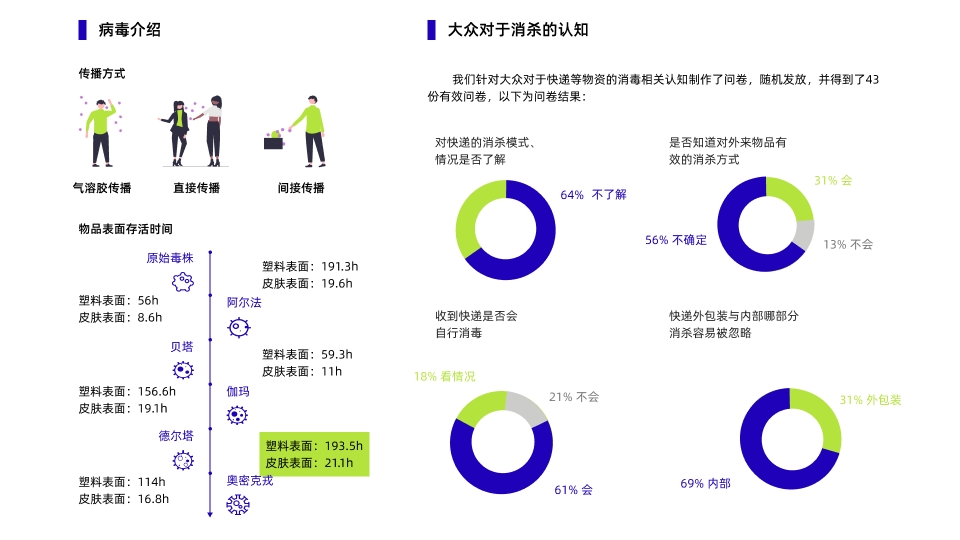 病毒介绍
传播方式
气溶胶传播
直接传播
间接传播
物品表面存活时间
原始毒株
塑料表面：56h
皮肤表面：8.6h
塑料表面：191.3h
皮肤表面：19.6h
阿尔法
贝塔
塑料表面：156.6h
皮肤表面：19.1h
塑料表面：59.3h
皮肤表面：11h
伽玛
德尔塔
塑料表面：114h
皮肤表面：16.8h
塑料表面：193.5h
皮肤表面：21.1h
奥密克戎
大众对于消杀的认知
我们针对大众对于快递等物资的消毒相关认知制作了问卷，随机发放，并得到了43
份有效问卷，以下为问卷结果：
对快递的消杀模式、
情况是否了解
64% 不了解
是否知道对外来物品有
效的消杀方式
31% 会
56% 不确定
13% 不会
收到快递是否会
自行消毒
18% 看情况
21% 不会
61% 会
快递外包装与内部哪部分
消杀容易被忽略
31% 外包装
69% 内部